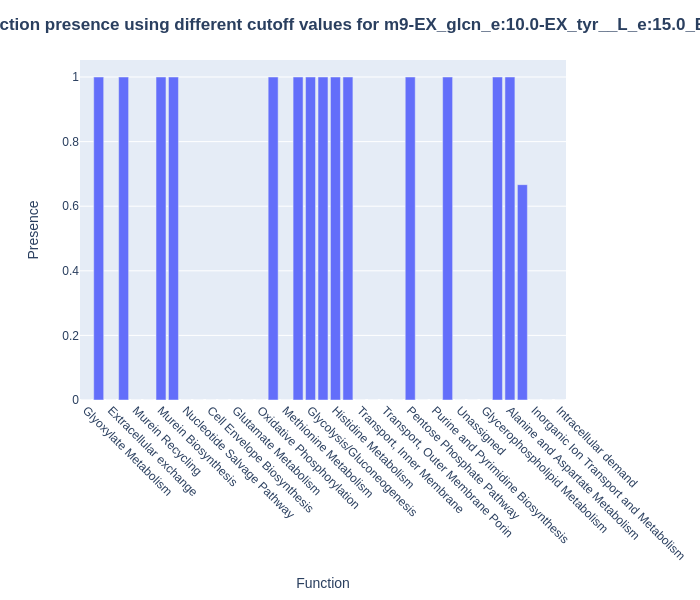 ction presence using different cutoff values for m9-EX_glcn_e:10.0-EX_tyr__L_e:15.0_E
Presence
1
0.8
0.6
0.4
0.2
0
Glyoxylate Metabolism
Extracellular exchange
Murein Recycling
Murein Biosynthesis
Nucleotide Salvage Pathway
Cell Envelope Biosynthesis
Glutamate Metabolism
Oxidative Phosphorylation
Methionine Metabolism
Glycolysis/Gluconeogenesis
Histidine Metabolism
Transport, Inner Membrane
Transport, Outer Membrane Porin
Pentose Phosphate Pathway
Purine and Pyrimidine Biosynthesis
Unassigned
Glycerophospholipid Metabolism
Alanine and Aspartate Metabolism
Inorganic Ion Transport and Metabolism
Intracellular demand
Function